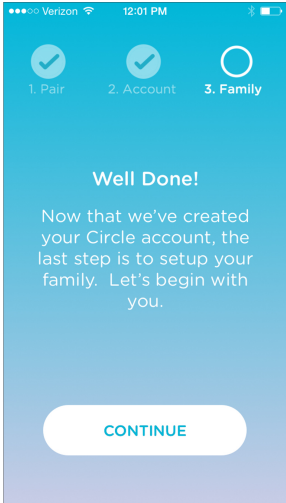 Verizon 12:01 PM
1. Pair 2. Account 3. Family
Well Done!
Now that we've created
your Circle account, the
last step is to setup your
family. Let's begin with
you.
CONTINUE